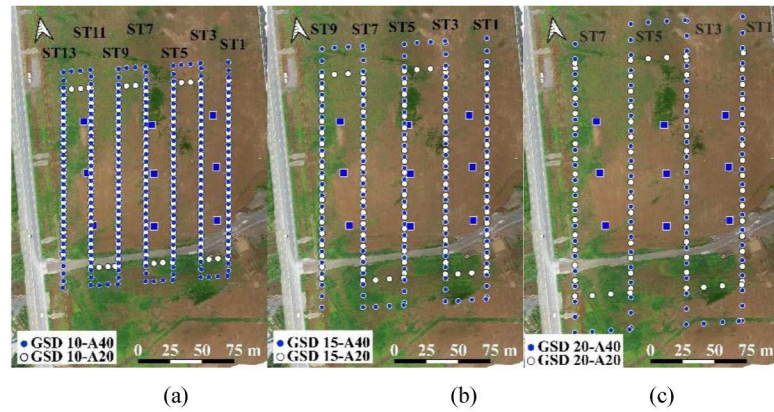 ST13 ST11 ST9 ST7 ST5 ST3 ST1
GSD 10-A40
GSD 10-A20
0 25 50 75 m
(a)
ST9 ST7 ST5 ST3 ST1
GSD 15-A40
GSD 15-A20
0 25 50 75 m
(b)
ST7 ST5 ST3 ST1
GSD 20-A40
GSD 20-A20
0 25 50 75 m
(c)